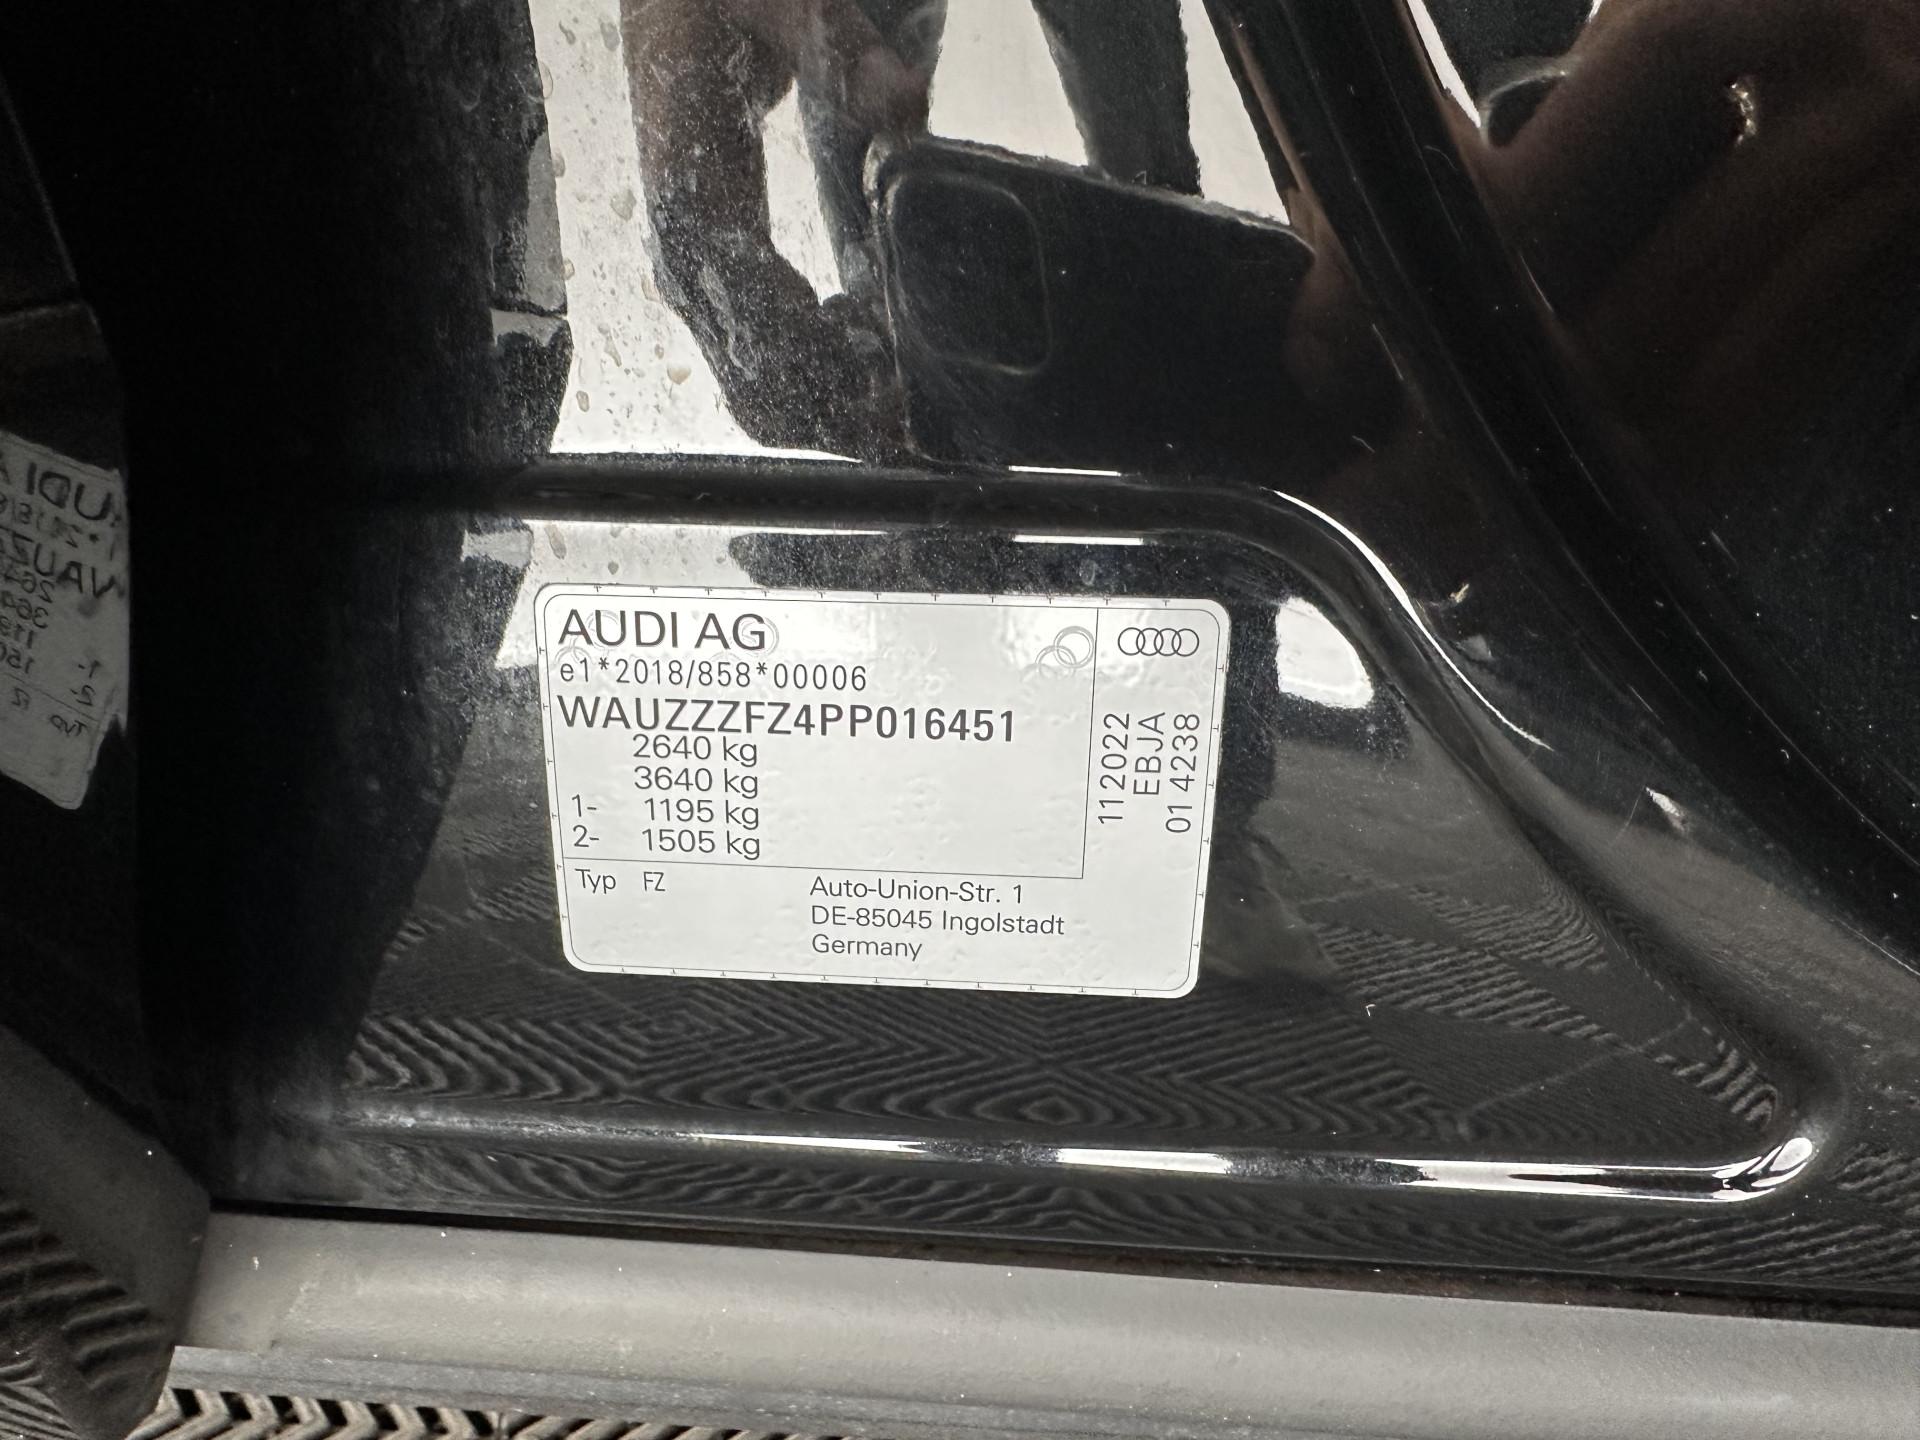 AUDI AG
e1*2018/858*00006
WAUZZZFZ4PP016451
2640 kg
3640 kg
1- 1195 kg
2- 1505 kg
Typ FZ
Auto-Union-Str. 1
DE-85045 Ingolstadt
Germany
112022
EBJA
01 4238